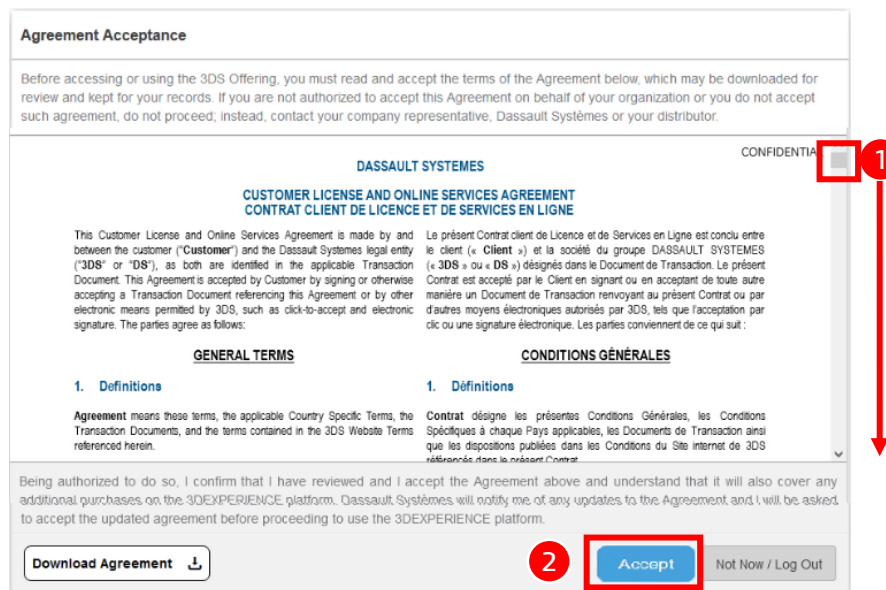 Agreement Acceptance
Before accessing or using the 3DS Offering, you must read and accept the terms of the Agreement below, which may be downloaded for
review and kept for your records. If you are not authorized to accept this Agreement on behalf of your organization or you do not accept
such agreement, do not proceed; instead, contact your company representative, Dassault Systèmes or your distributor.
CONFIDENTIA
1
DASSAULT SYSTEMES
CUSTOMER LICENSE AND ONLINE SERVICES AGREEMENT
CONTRAT CLIENT DE LICENCE ET DE SERVICES EN LIGNE
This Customer License and Online Services Agreement is made by and
between the customer ("Customer") and the Dassault Systemes legal entity
("3DS" or "DS"), as both are identified in the applicable Transaction
Document. This Agreement is accepted by Customer by signing or otherwise
accepting a Transaction Document referencing this Agreement or by other
electronic means permitted by 3DS, such as click-to-accept and electronic
signature. The parties agree as follows:
GENERAL TERMS
1. Definitions
Agreement means these terms, the applicable Country Specific Terms, the
Transaction Documents, and the terms contained in the 3DS Website Terms
referenced herein.
Le présent Contrat client de Licence et de Services en Ligne est conclu entre
le client (« Client ») et la société du groupe DASSAULT SYSTEMES
(« 3DS » ou « DS ») désignés dans le Document de Transaction. Le présent
Contrat est accepté par le Client en signant ou en acceptant de toute autre
manière un Document de Transaction renvoyant au présent Contrat ou par
d'autres moyens électroniques autorisés par 3DS, tels que l'acceptation par
clic ou une signature électronique. Les parties conviennent de ce qui suit :
CONDITIONS GÉNÉRALES
1. Définitions
Contrat désigne les présentes Conditions Générales, les Conditions
Spécifiques à chaque Pays applicables, les Documents de Transaction ainsi
que les dispositions publiées dans les Conditions du Site internet de 3DS
référencés dans le présent Contrat
Being authorized to do so, I confirm that I have reviewed and I accept the Agreement above and understand that it will also cover any
additional purchases on the 3DEXPERIENCE platform. Dassault Systèmes will notify me of any updates to the Agreement and I will be asked
to accept the updated agreement before proceeding to use the 3DEXPERIENCE platform.
Download Agreement
2
Accept
Not Now / Log Out